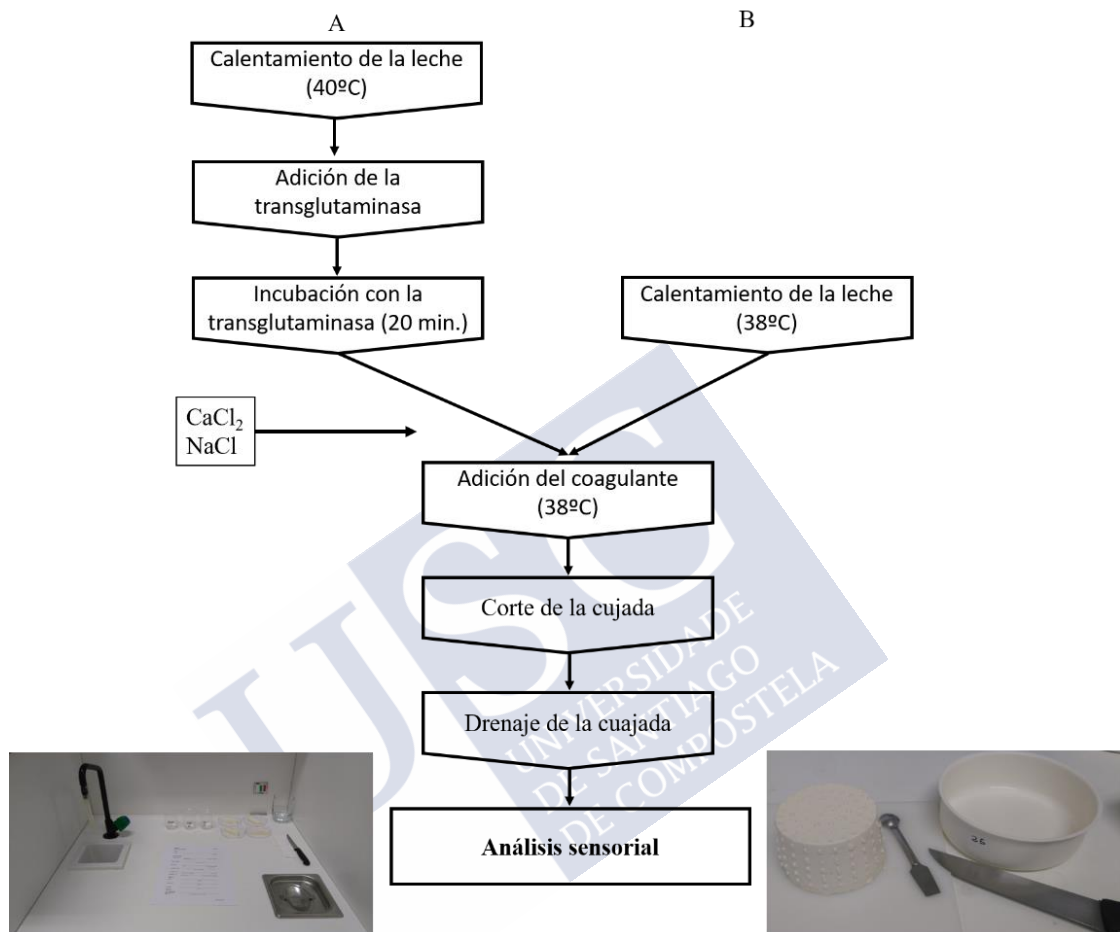 A
B
Calentamiento de la leche
(40ºC)
Adición de la
transglutaminasa
Incubación con la
transglutaminasa (20 min.)
Calentamiento de la leche
(38ºC)
CaCl₂
NaCl
Adición del coagulante
(38ºC)
Corte de la cujada
Drenaje de la cuajada
Análisis sensorial
USC
UNIVERSIDADE
DE SANTIAGO
DE COMPOSTELA
36